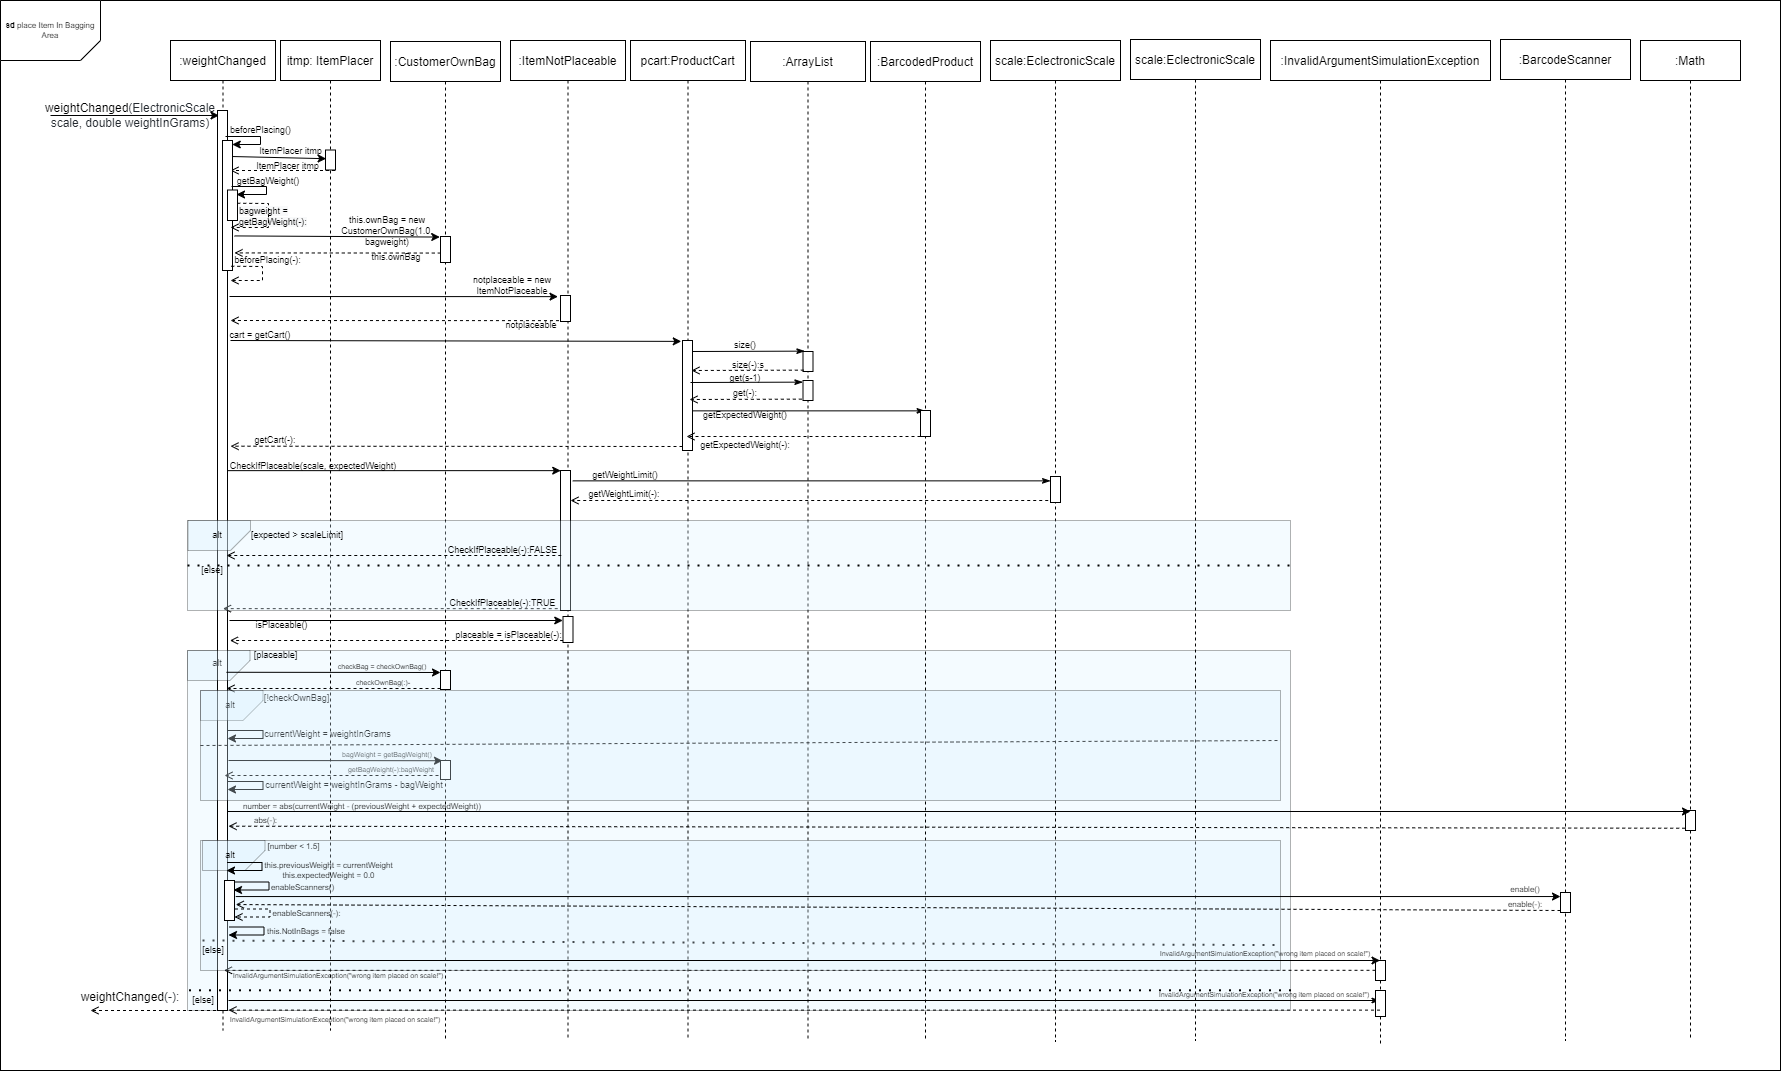 sd place Item In Bagging
Area
:weightChanged
itmp: ItemPlacer
:CustomerOwnBag
:ItemNotPlaceable
pcart:ProductCart
:ArrayList
:BarcodedProduct
scale:EclectronicScale
scale:EclectronicScale
:InvalidArgumentSimulationException
:BarcodeScanner
:Math
weightChanged(ElectronicScale
scale, double weightInGrams)
beforePlacing()
ItemPlacer itmp
ItemPlacer itmp
getBagWeight()
bagweight =
getBagWeight(-):
this.ownBag = new
CustomerOwnBag(1.0
bagweight)
this.ownBag
beforePlacing(-):
notplaceable = new
ItemNotPlaceable
notplaceable
cart = getCart()
size()
size(-):s
get(s-1)
get(-):
getExpectedWeight()
getCart(-):
getExpectedWeight(-):
CheckIfPlaceable(scale, expectedWeight)
getWeightLimit()
getWeightLimit(-):
alt
[expected > scaleLimit]
CheckIfPlaceable(-):FALSE
[else]
CheckIfPlaceable(-):TRUE
isPlaceable()
placeable = isPlaceable(-):
alt
[placeable]
checkBag = checkOwnBag()
checkOwnBag(:)-
alt
[!checkOwnBag]
currentWeight = weightInGrams
bagWeight = getBagWeight()
getBagWeight(-);bagWeight
currentWeight = weightInGrams - bagWeight
number = abs(currentWeight - (previousWeight + expectedWeight))
abs(-):
alt
[number < 1.5]
this.previousWeight = currentWeight
this.expectedWeight = 0.0
enableScanners()
enable()
enable(-):
enableScanners(-):
this.NotInBags = false
[else]
InvalidArgumentSimulationException("wrong item placed on scale!")
InvalidArgumentSimulationException("wrong item placed on scale!")
weightChanged(-):
[else]
InvalidArgumentSimulationException("wrong item placed on scale!")
InvalidArgumentSimulationException("wrong item placed on scale!")